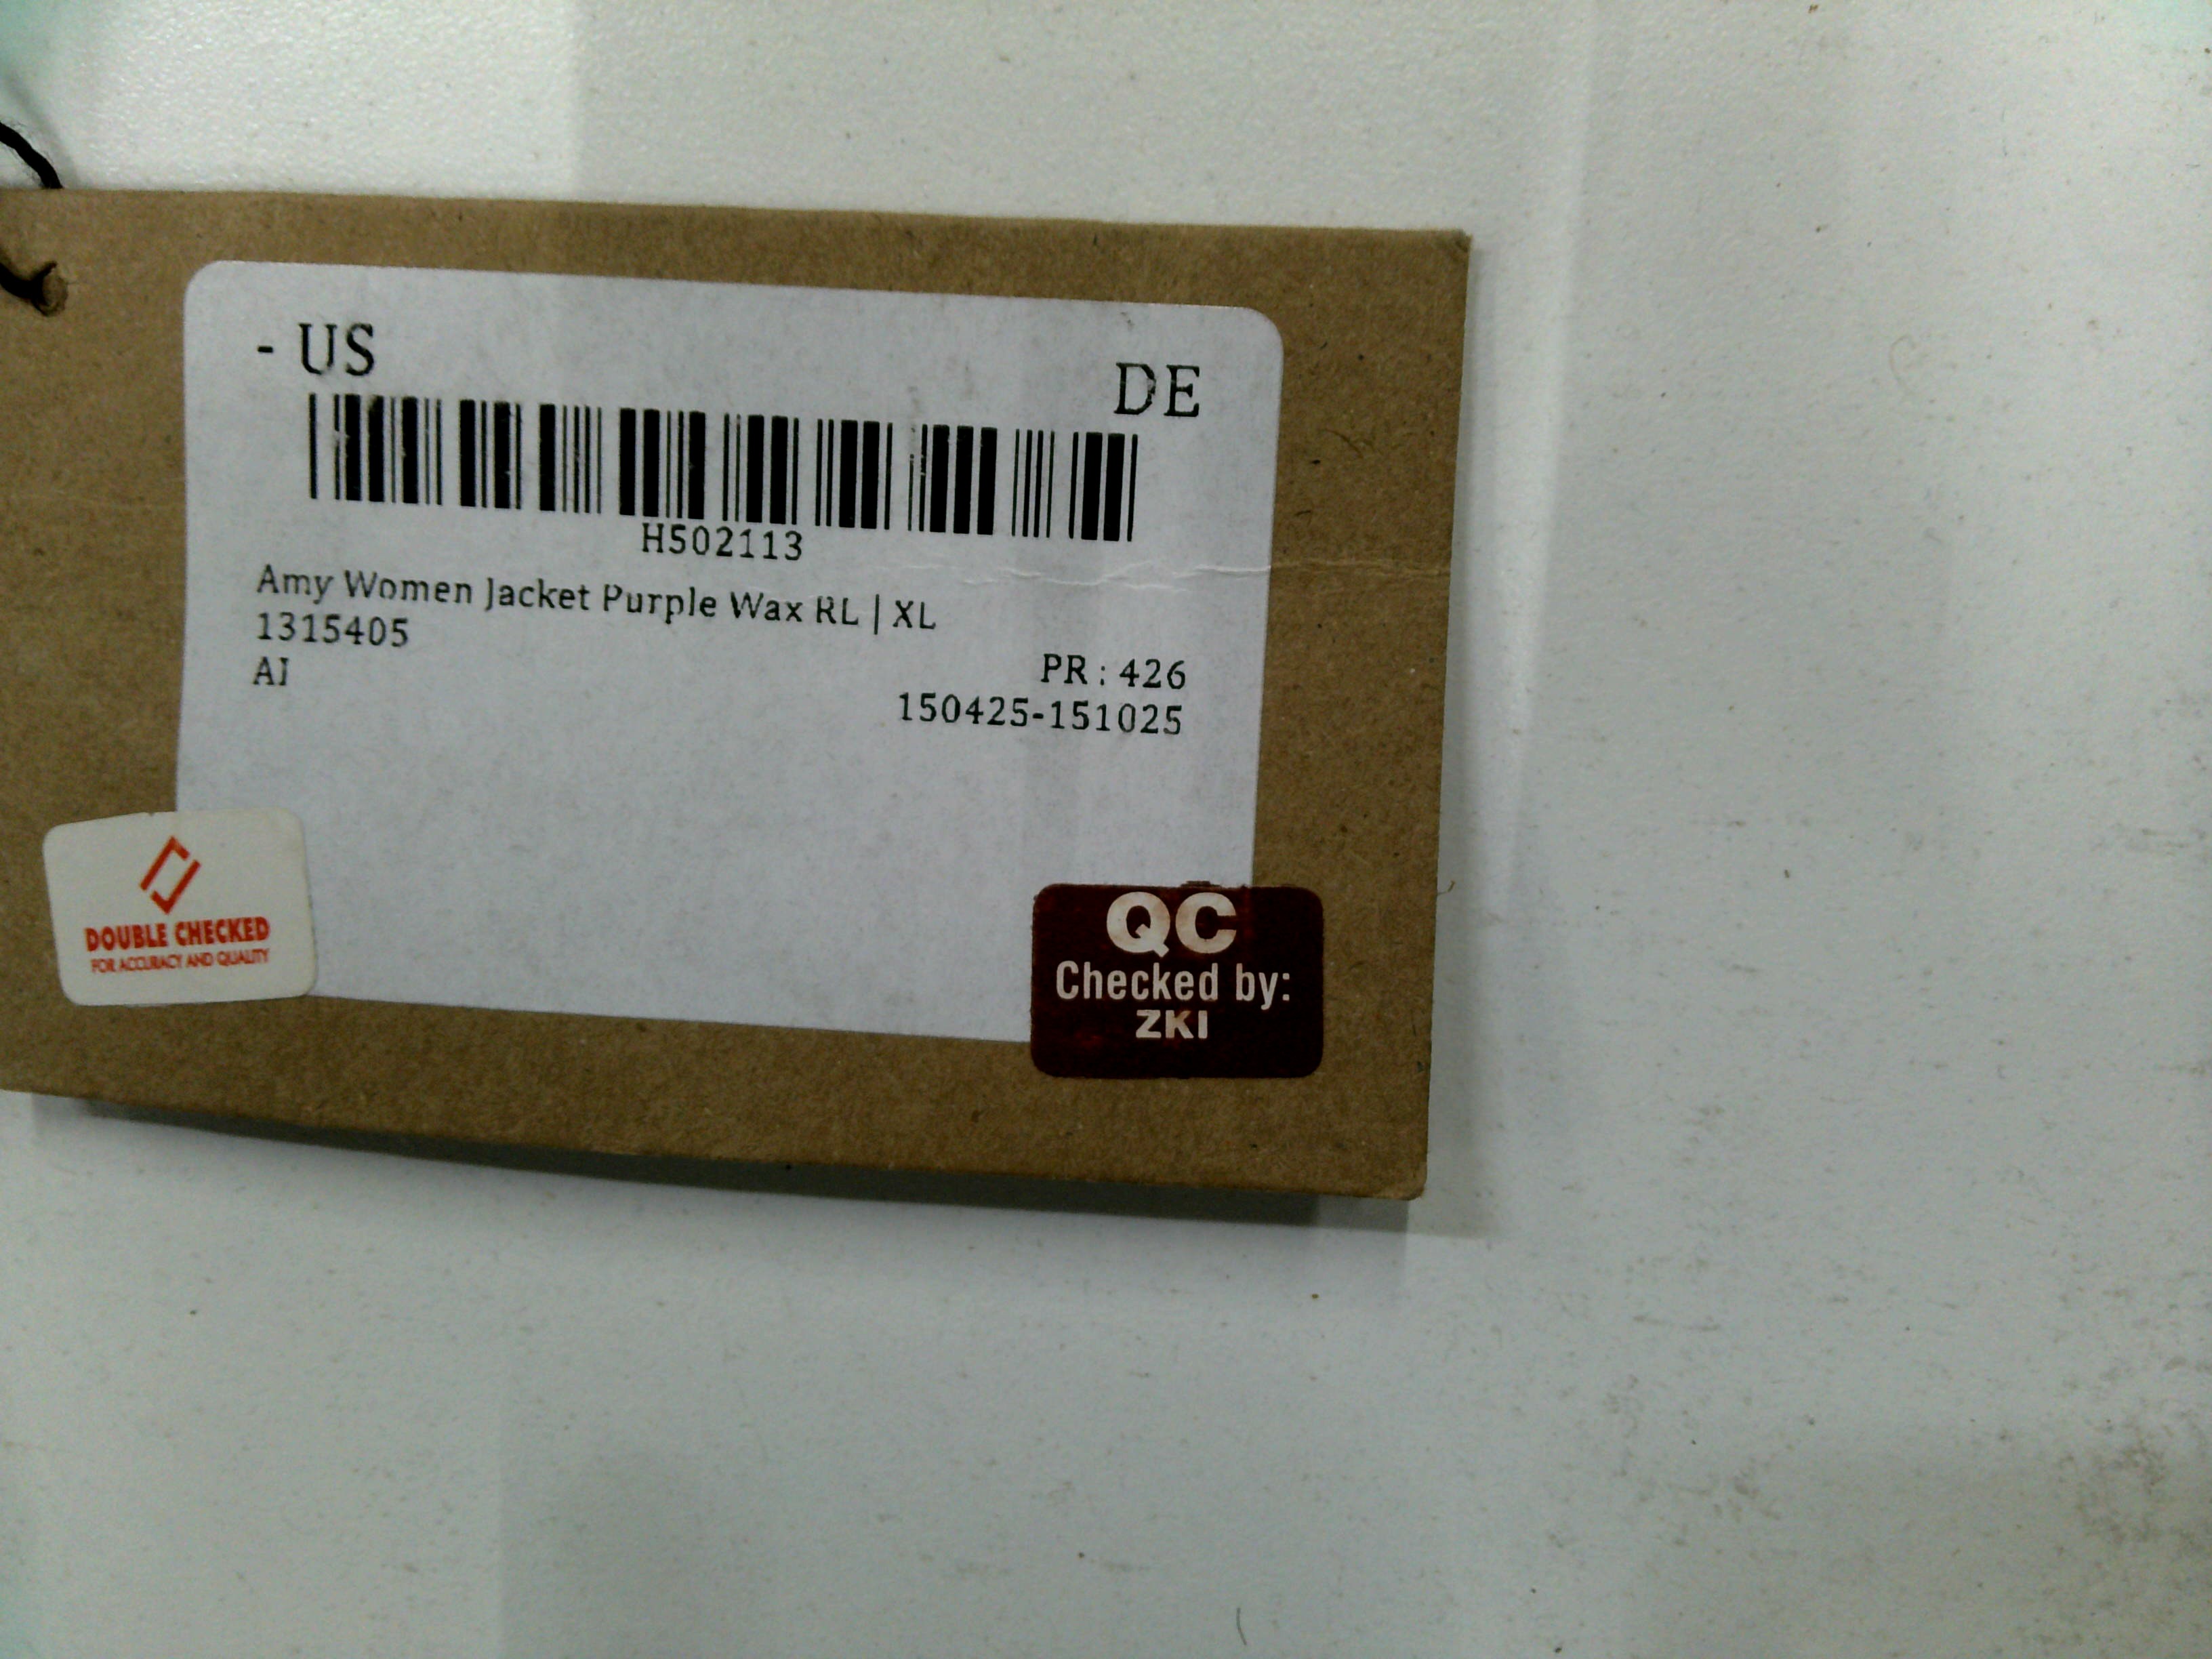 - US
DE
H502113
Amy Women Jacket Purple Wax RL | XL
1315405
AI
PR : 426
150425-151025
DOUBLE CHECKED
FOR ACCURACY AND QUALITY
QC
Checked by:
ZKI